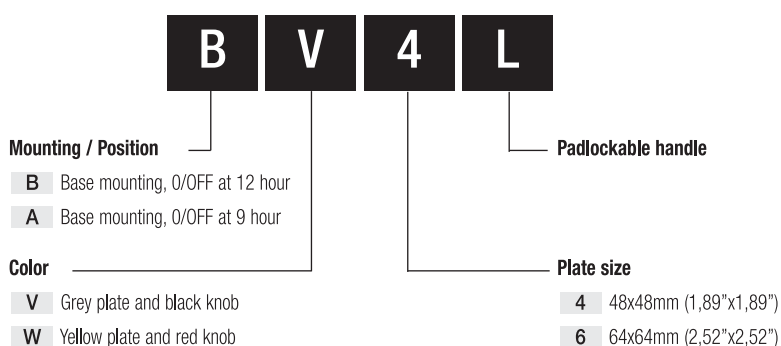 B V 4 L
Mounting / Position
B Base mounting, 0/OFF at 12 hour
A Base mounting, 0/OFF at 9 hour
Padlockable handle
Color
V Grey plate and black knob
W Yellow plate and red knob
Plate size
4 48x48mm (1,89”x1,89”)
6 64x64mm (2,52”x2,52”)